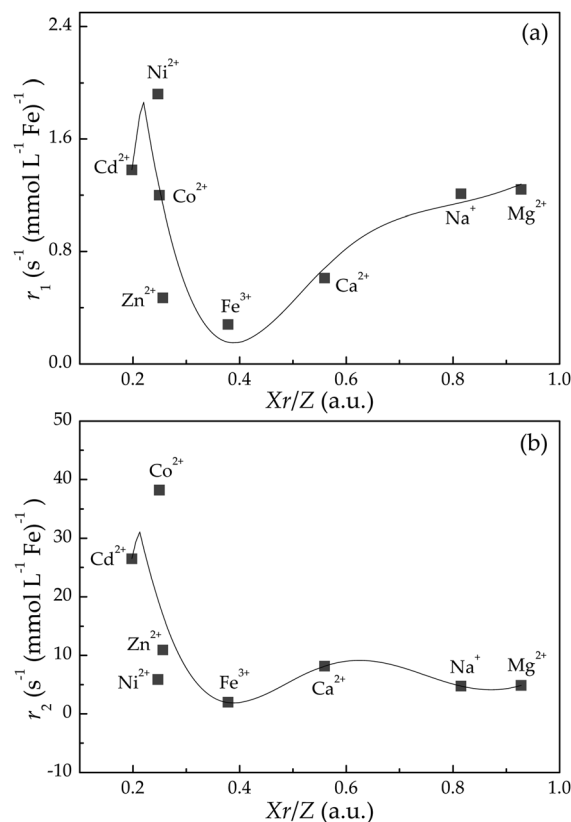 (a)
2.4
1.8
1.2
0.6
0.0
r₁ (s⁻¹ (mmol L⁻¹ Fe)⁻¹
Ni²⁺
Cd²⁺
Co²⁺
Zn²⁺
Fe³⁺
Ca²⁺
Na⁺
Mg²⁺
0.2 0.4 0.6 0.8 1.0
Xr/Z (a.u.)
(b)
50
40
30
20
10
0
-10
r₂ (s⁻¹ (mmol L⁻¹ Fe)⁻¹
Co²⁺
Cd²⁺
Zn²⁺
Ni²⁺
Fe³⁺
Ca²⁺
Na⁺
Mg²⁺
0.2 0.4 0.6 0.8 1.0
Xr/Z (a.u.)